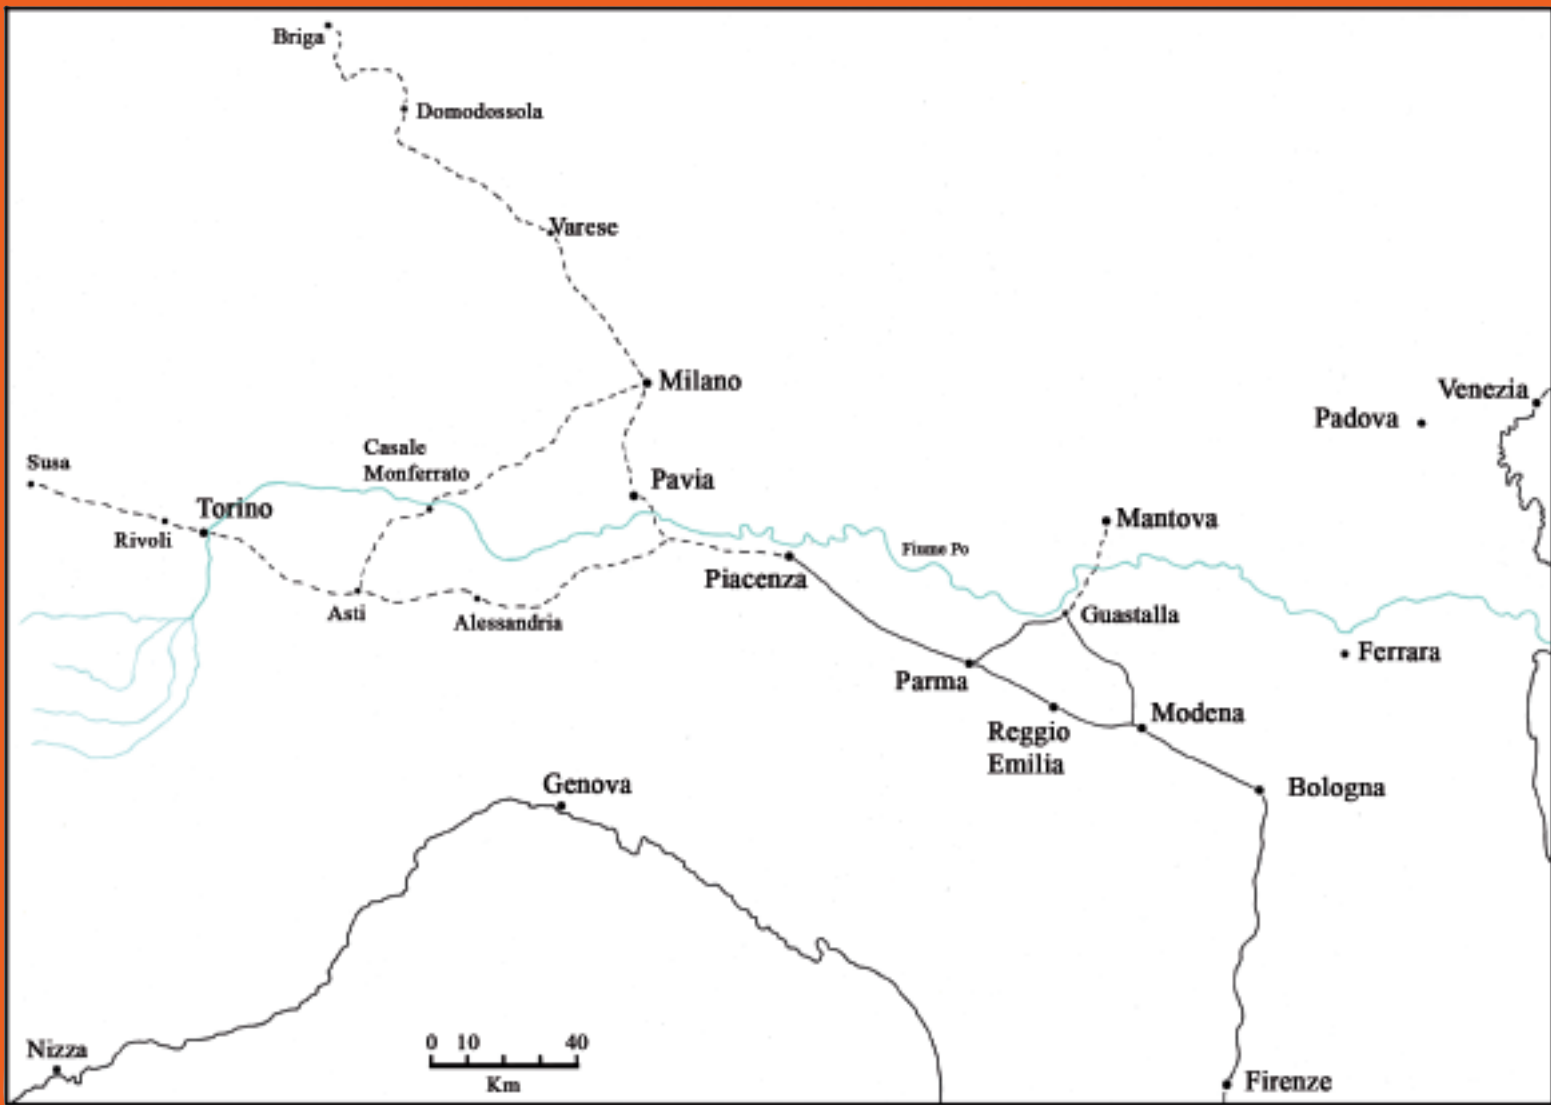 Briga
Domodossola
Varese
Milano
Venezia
Padova
Casale
Monferrato
Susa
Pavia
Torino
Mantova
Rivoli
Fiume Po
Piacenza
Asti
Alessandria
Guastalla
Ferrara
Parma
Modena
Reggio
Emilia
Genova
Bologna
0 10 40
Km
Nizza
Firenze